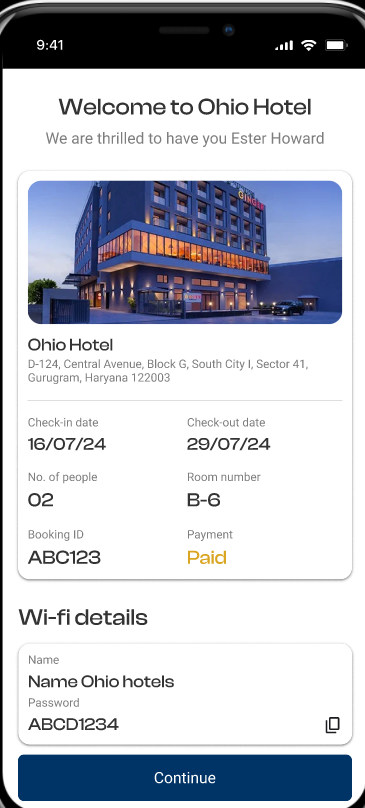 9:41
Welcome to Ohio Hotel
We are thrilled to have you Ester Howard
GINGER
Ohio Hotel
D-124, Central Avenue, Block G, South City I, Sector 41,
Gurugram, Haryana 122003
Check-in date
Check-out date
16/07/24
29/07/24
No. of people
Room number
02
B-6
Booking ID
Payment
ABC123
Paid
Wi-fi details
Name
Name Ohio hotels
Password
ABCD1234
Continue